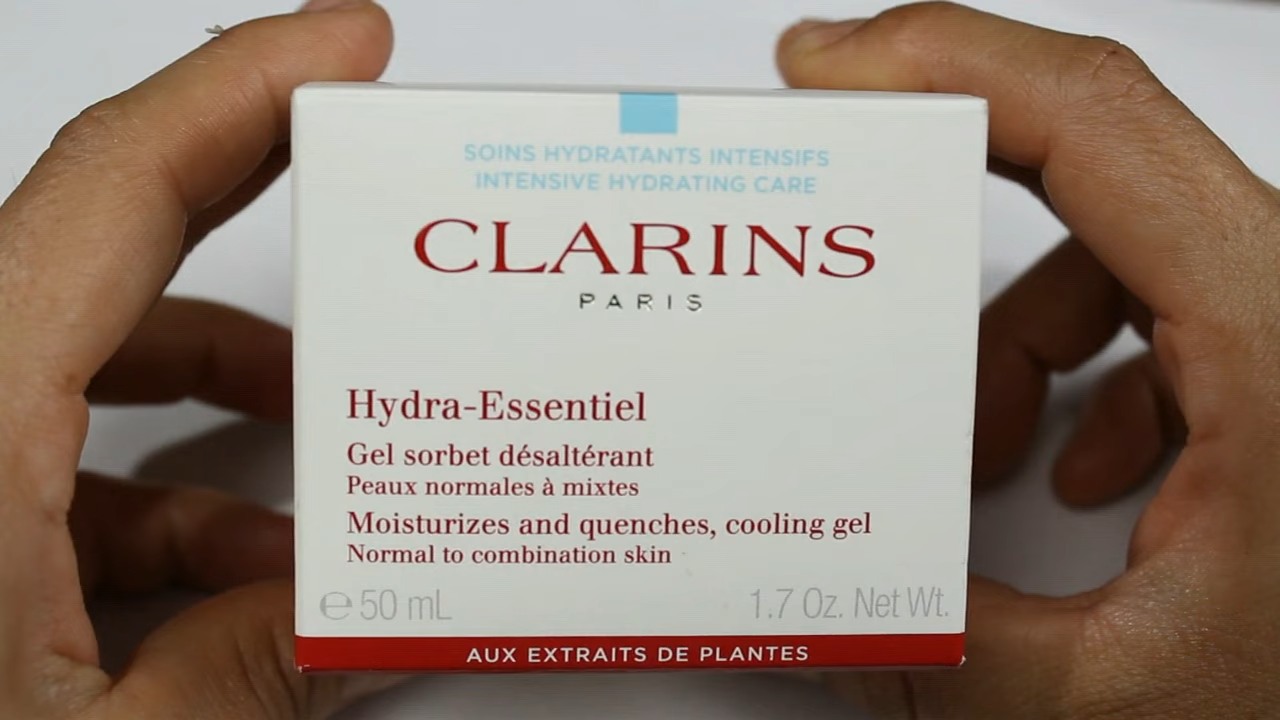 SOINS HYDRATANTS INTENSIFS
INTENSIVE HYDRATING CARE
CLARINS
PARIS
Hydra-Essentiel
Gel sorbet désaltérant
Peaux normales à mixtes
Moisturizes and quenches, cooling gel
Normal to combination skin
℮ 50 mL 1.7 Oz. Net Wt.
AUX EXTRAITS DE PLANTES